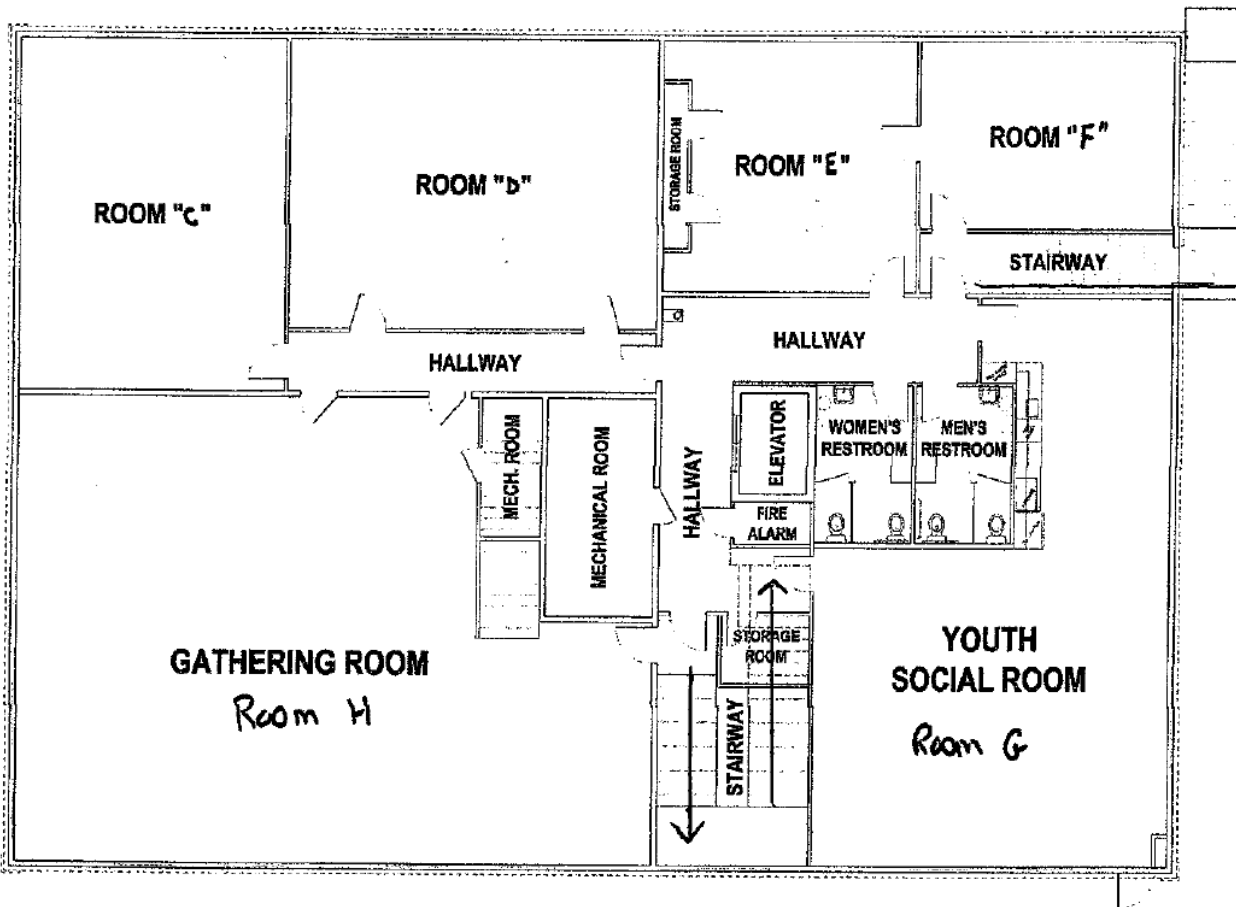 ROOM "C"
ROOM "D"
STORAGE ROOM
ROOM "E"
ROOM "F"
STAIRWAY
HALLWAY
HALLWAY
MECH. ROOM
MECHANICAL ROOM
HALLWAY
ELEVATOR
WOMEN'S
RESTROOM
MEN'S
RESTROOM
FIRE
ALARM
GATHERING ROOM
Room H
STORAGE
ROOM
STAIRWAY
YOUTH
SOCIAL ROOM
Room G